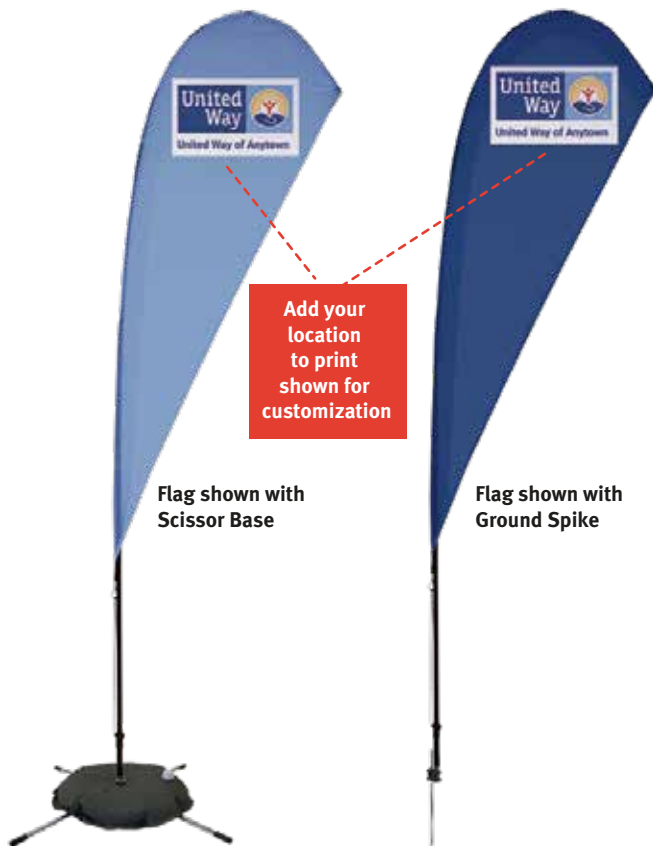 United
Way
United Way of Anytown
United
Way
United Way of Anytown
Add your
location
to print
shown for
customization
Flag shown with
Scissor Base
Flag shown with
Ground Spike